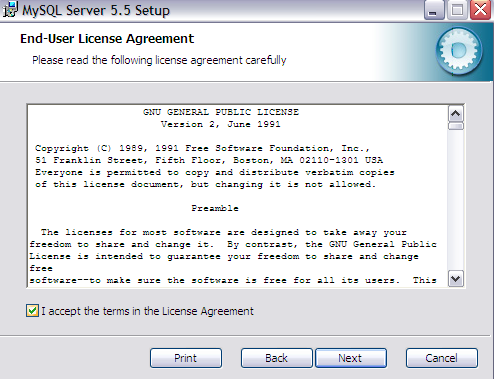 MySQL Server 5.5 Setup
End-User License Agreement
Please read the following license agreement carefully
GNU GENERAL PUBLIC LICENSE
Version 2, June 1991
Copyright (C) 1989, 1991 Free Software Foundation, Inc.,
51 Franklin Street, Fifth Floor, Boston, MA 02110-1301 USA
Everyone is permitted to copy and distribute verbatim copies
of this license document, but changing it is not allowed.
Preamble
The licenses for most software are designed to take away your
freedom to share and change it.  By contrast, the GNU General Public
License is intended to guarantee your freedom to share and change
free
software--to make sure the software is free for all its users.  This
I accept the terms in the License Agreement
Print Back Next Cancel